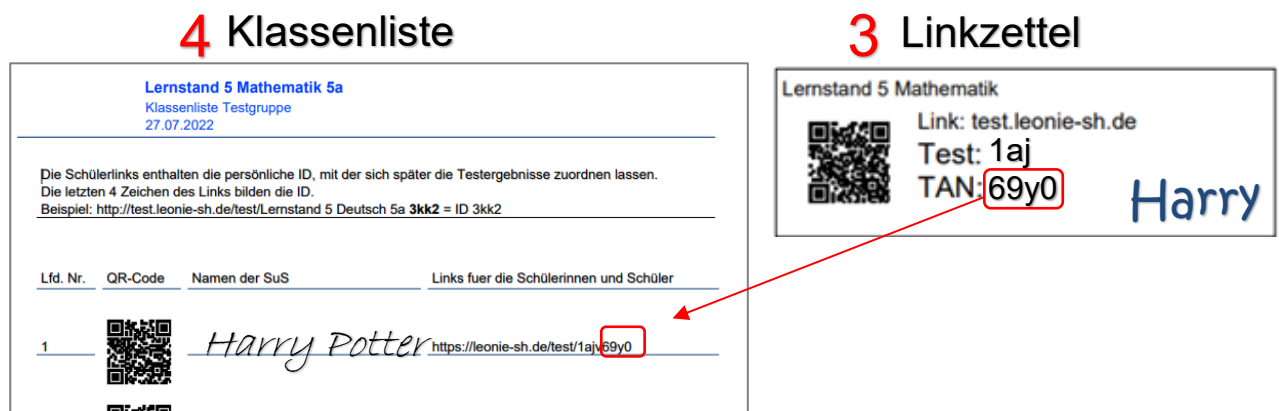 4 Klassenliste
Lernstand 5 Mathematik 5a
Klassenliste Testgruppe
27.07.2022
Die Schülerlinks enthalten die persönliche ID, mit der sich später die Testergebnisse zuordnen lassen.
Die letzten 4 Zeichen des Links bilden die ID.
Beispiel: http://test.leonie-sh.de/test/Lernstand 5 Deutsch 5a 3kk2 = ID 3kk2
Lfd. Nr. QR-Code Namen der SuS Links fuer die Schülerinnen und Schüler
1 Harry Potter https://leonie-sh.de/test/1ajv69y0
3 Linkzettel
Lernstand 5 Mathematik
Link: test.leonie-sh.de
Test: 1aj
TAN: 69y0
Harry